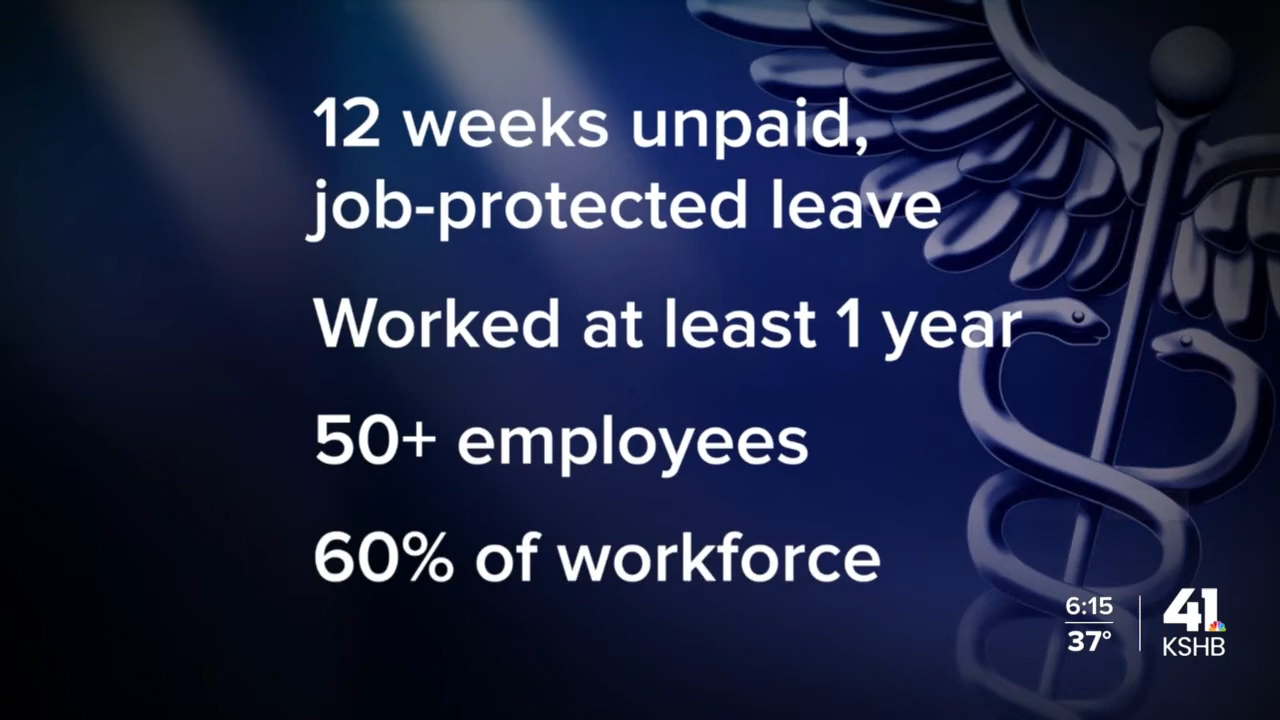 12 weeks unpaid,
job-protected leave
Worked at least 1 year
50+ employees
60% of workforce
6:15
37°
41
KSHB